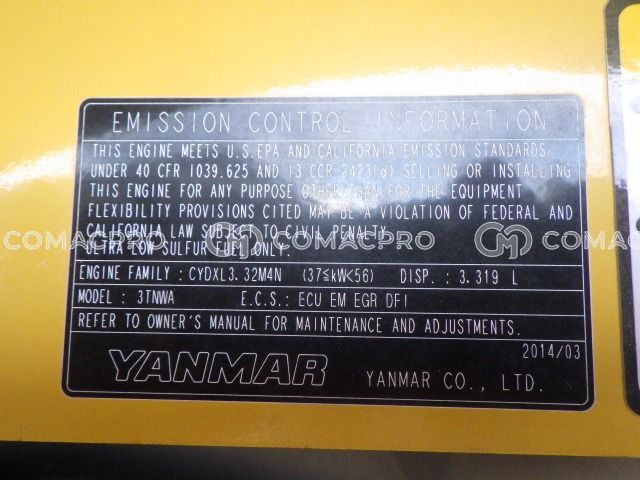 EMISSION CONTROL INFORMATION
THIS ENGINE MEETS U.S.EPA AND CALIFORNIA EMISSION STANDARDS
UNDER 40 CFR 1039.625 AND 13 CCR 2423(d) SELLING OR INSTALLING
THIS ENGINE FOR ANY PURPOSE OTHER THAN FOR THE EQUIPMENT
FLEXIBILITY PROVISIONS CITED MAY BE A VIOLATION OF FEDERAL AND
CALIFORNIA LAW SUBJECT TO CIVIL PENALTY.
COMACPRO CM COMACPRO CM COMACPRO
ULTRA LOW SULFUR FUEL ONLY.
ENGINE FAMILY : CYDXL3.32M4N (37≤kW<56) DISP. : 3.319 L
MODEL : 3TNWA E.C.S.: ECU EM EGR DFI
REFER TO OWNER'S MANUAL FOR MAINTENANCE AND ADJUSTMANS.
2014/03
YANMAR YANMAR CO., LTD.